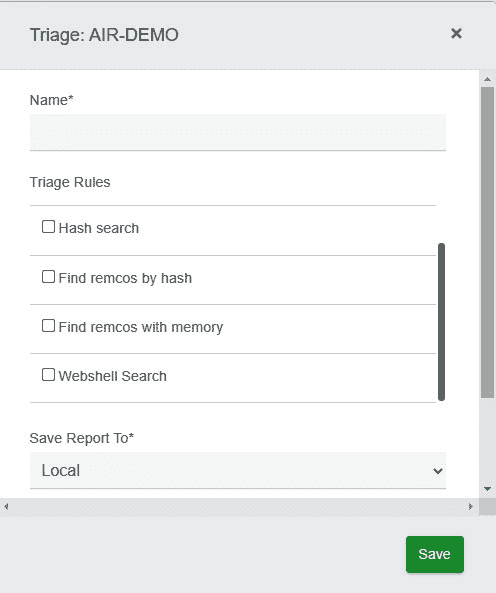 Triage: AIR-DEMO
Name*
Triage Rules
Hash search
Find remcos by hash
Find remcos with memory
Webshell Search
Save Report To*
Local
Save